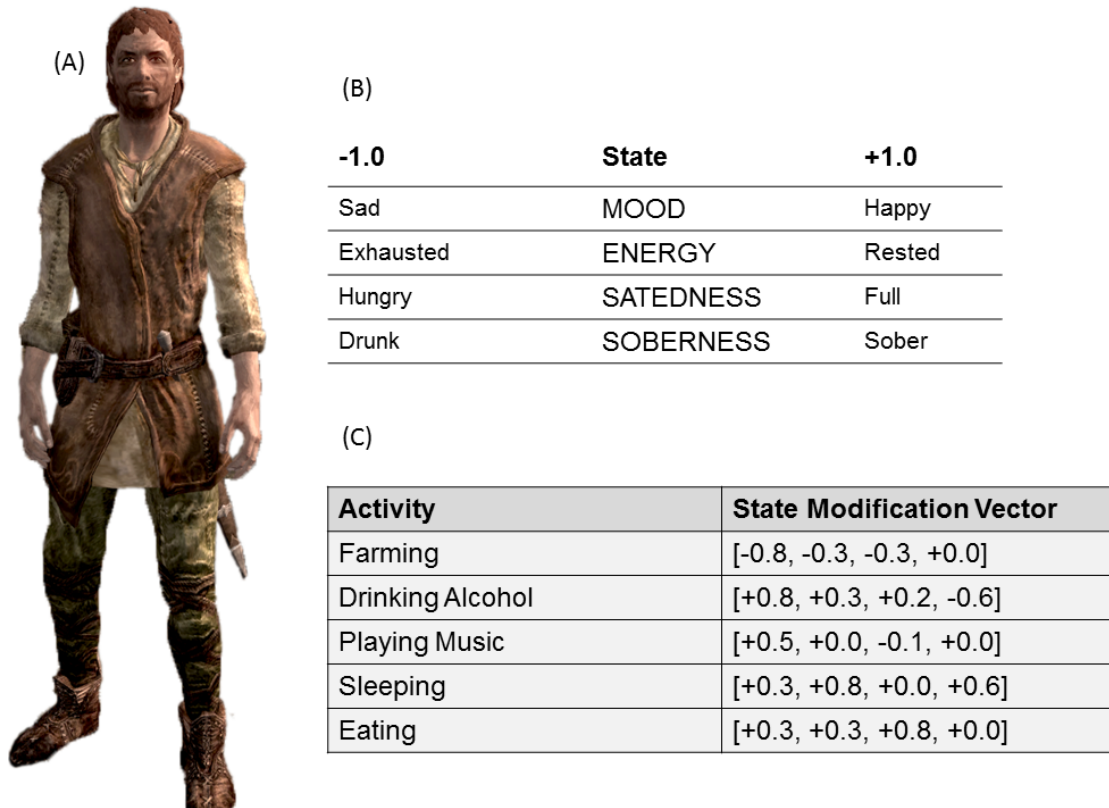 (A)
(B)
-1.0 State +1.0
Sad MOOD Happy
Exhausted ENERGY Rested
Hungry SATEDNESS Full
Drunk SOBERNESS Sober
(C)
Activity State Modification Vector
Farming [-0.8, -0.3, -0.3, +0.0]
Drinking Alcohol [+0.8, +0.3, +0.2, -0.6]
Playing Music [+0.5, +0.0, -0.1, +0.0]
Sleeping [+0.3, +0.8, +0.0, +0.6]
Eating [+0.3, +0.3, +0.8, +0.0]